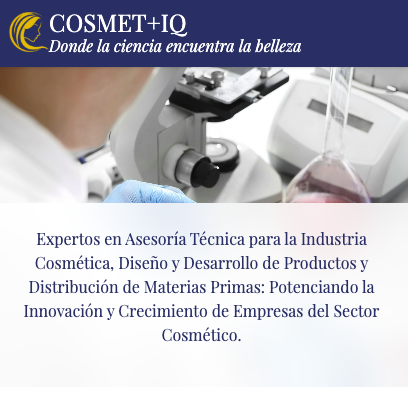 COSMET+IQ
Donde la ciencia encuentra la belleza
Expertos en Asesoría Técnica para la Industria
Cosmética, Diseño y Desarrollo de Productos y
Distribución de Materias Primas: Potenciando la
Innovación y Crecimiento de Empresas del Sector
Cosmético.